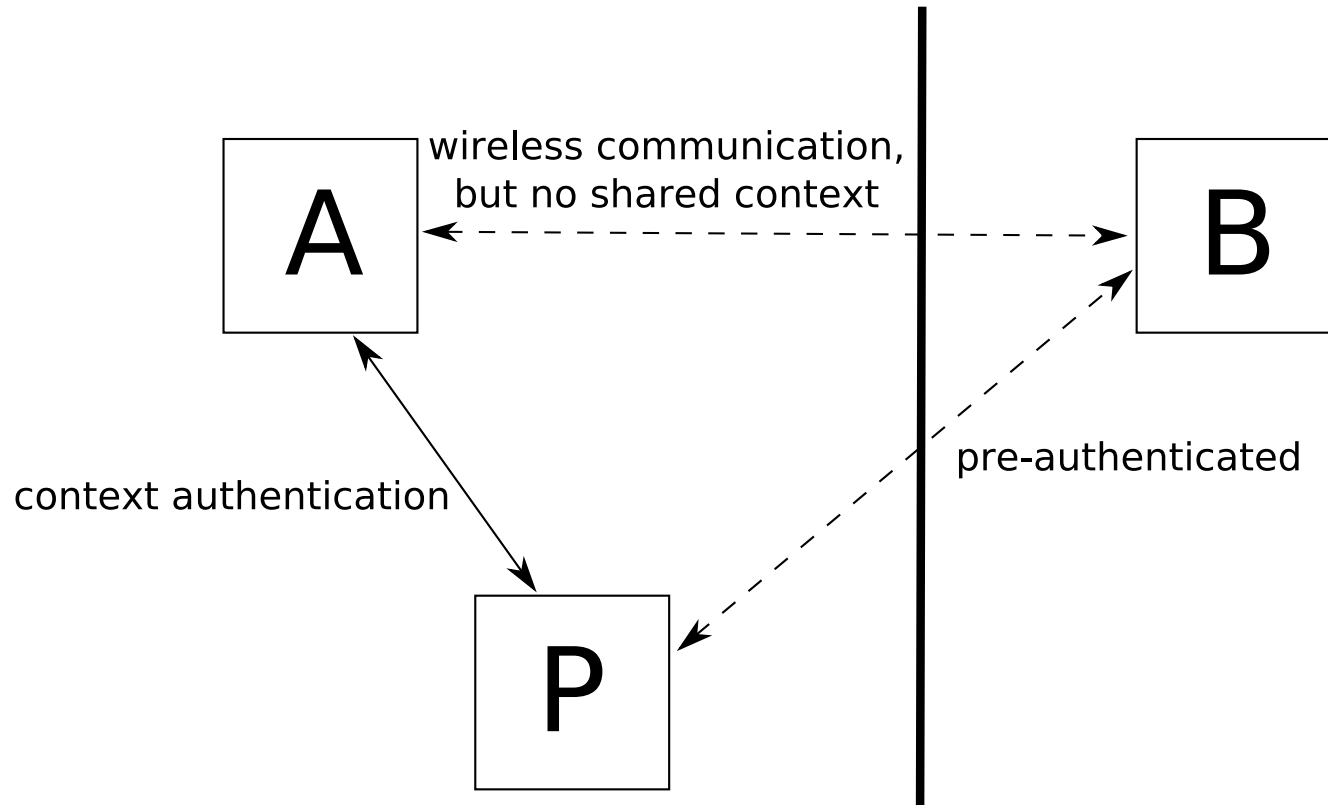 wireless communication,
but no shared context
A
B
pre-authenticated
context authentication
P